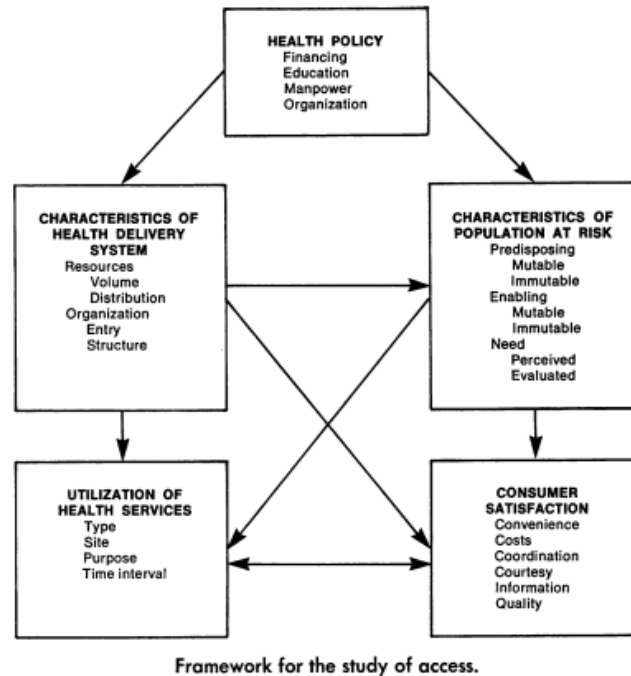 HEALTH POLICY
Financing
Education
Manpower
Organization
CHARACTERISTICS OF
HEALTH DELIVERY
SYSTEM
Resources
Volume
Distribution
Organization
Entry
Structure
CHARACTERISTICS OF
POPULATION AT RISK
Predisposing
Mutable
Immutable
Enabling
Mutable
Immutable
Need
Perceived
Evaluated
UTILIZATION OF
HEALTH SERVICES
Type
Site
Purpose
Time interval
CONSUMER
SATISFACTION
Convenience
Costs
Coordination
Courtesy
Information
Quality
Framework for the study of access.